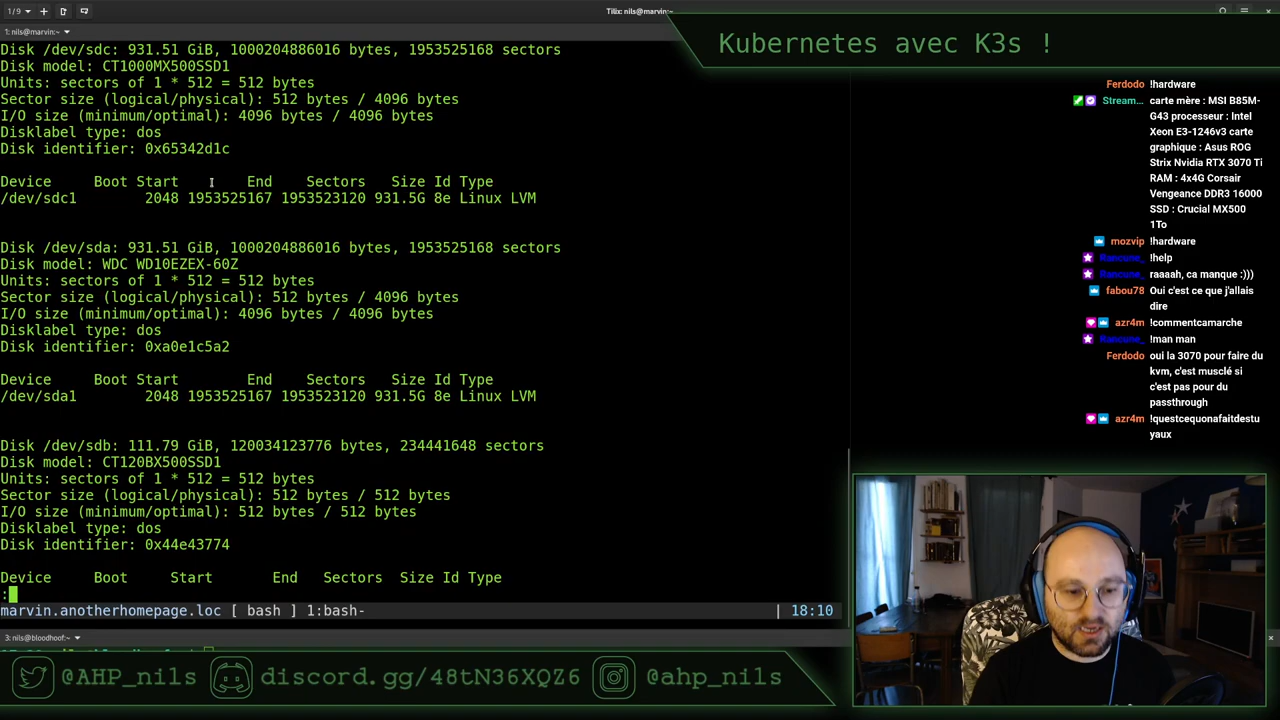 1/9
Tilix: nils@marvin:~
1: nils@marvin:~
Kubernetes avec K3s !
Disk /dev/sdc: 931.51 GiB, 1000204886016 bytes, 1953525168 sectors
Disk model: CT1000MX500SSD1
Units: sectors of 1 * 512 = 512 bytes
Sector size (logical/physical): 512 bytes / 4096 bytes
I/O size (minimum/optimal): 4096 bytes / 4096 bytes
Disklabel type: dos
Disk identifier: 0x65342d1c
Device     Boot Start        End    Sectors   Size Id Type
/dev/sdc1        2048 1953525167 1953523120 931.5G 8e Linux LVM
Disk /dev/sda: 931.51 GiB, 1000204886016 bytes, 1953525168 sectors
Disk model: WDC WD10EZEX-60Z
Units: sectors of 1 * 512 = 512 bytes
Sector size (logical/physical): 512 bytes / 4096 bytes
I/O size (minimum/optimal): 4096 bytes / 4096 bytes
Disklabel type: dos
Disk identifier: 0xa0e1c5a2
Device     Boot Start        End    Sectors   Size Id Type
/dev/sda1        2048 1953525167 1953523120 931.5G 8e Linux LVM
Disk /dev/sdb: 111.79 GiB, 120034123776 bytes, 234441648 sectors
Disk model: CT120BX500SSD1
Units: sectors of 1 * 512 = 512 bytes
Sector size (logical/physical): 512 bytes / 512 bytes
I/O size (minimum/optimal): 512 bytes / 512 bytes
Disklabel type: dos
Disk identifier: 0x44e43774
Device     Boot     Start       End   Sectors  Size Id Type
:
marvin.anotherhomepage.loc [ bash ] 1:bash- | 18:10
3: nils@bloodhoof:~
Ferdodo !hardware
Stream... carte mère : MSI B85M-
G43 processeur : Intel
Xeon E3-1246v3 carte
graphique : Asus ROG
Strix Nvidia RTX 3070 Ti
RAM : 4x4G Corsair
Vengeance DDR3 16000
SSD : Crucial MX500
1To
mozvip !hardware
Rancune_ !help
Rancune_ raaaah, ca manque :)))
fabou78 Oui c'est ce que j'allais
dire
azr4m !commentcamarche
Rancune_ !man man
Ferdodo oui la 3070 pour faire du
kvm, c'est musclé si
c'est pas pour du
passthrough
azr4m !questcequonafaitdestu
yaux
@AHP_nils discord.gg/48tN36XQZ6 @ahp_nils